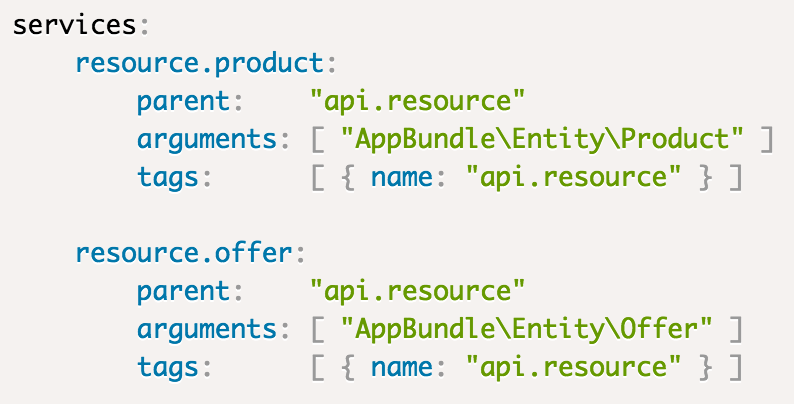 services:
    resource.product:
        parent:    "api.resource"
        arguments: [ "AppBundle\Entity\Product" ]
        tags:      [ { name: "api.resource" } ]

    resource.offer:
        parent:    "api.resource"
        arguments: [ "AppBundle\Entity\Offer" ]
        tags:      [ { name: "api.resource" } ]